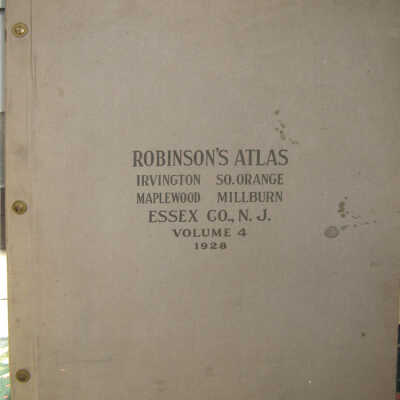 ROBINSON'S ATLAS
IRVINGTON SO. ORANGE
MAPLEWOOD MILLBURN
ESSEX CO., N. J.
VOLUME 4
1928